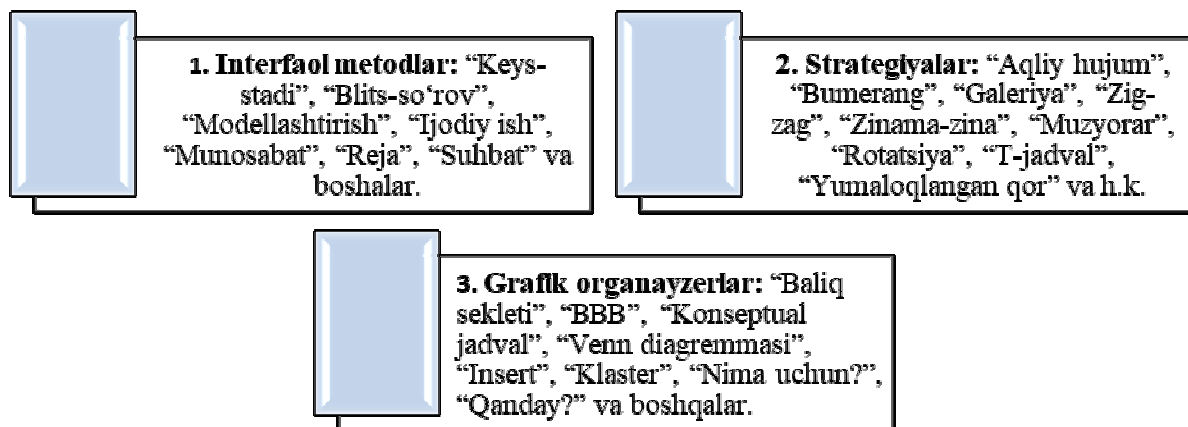 1. Interfaol metodlar: “Keys-
stadi”, “Blits-so‘rov”,
“Modellashtirish”, “Ijodiy ish”,
“Munosabat”, “Reja”, “Suhbat” va
boshalar.
2. Strategiyalar: “Aqliy hujum”,
“Bumerang”, “Galeriya”, “Zig-
zag”, “Zinama-zina”, “Muzyorar”,
“Rotatsiya”, “T-jadval”,
“Yumaloqlangan qor” va h.k.
3. Grafik organayzerlar: “Baliq
sekleti”, “BBB”, “Konseptual
jadval”, “Venn diagremmasi”,
“Insert”, “Klaster”, “Nima uchun?”,
“Qanday?” va boshqalar.